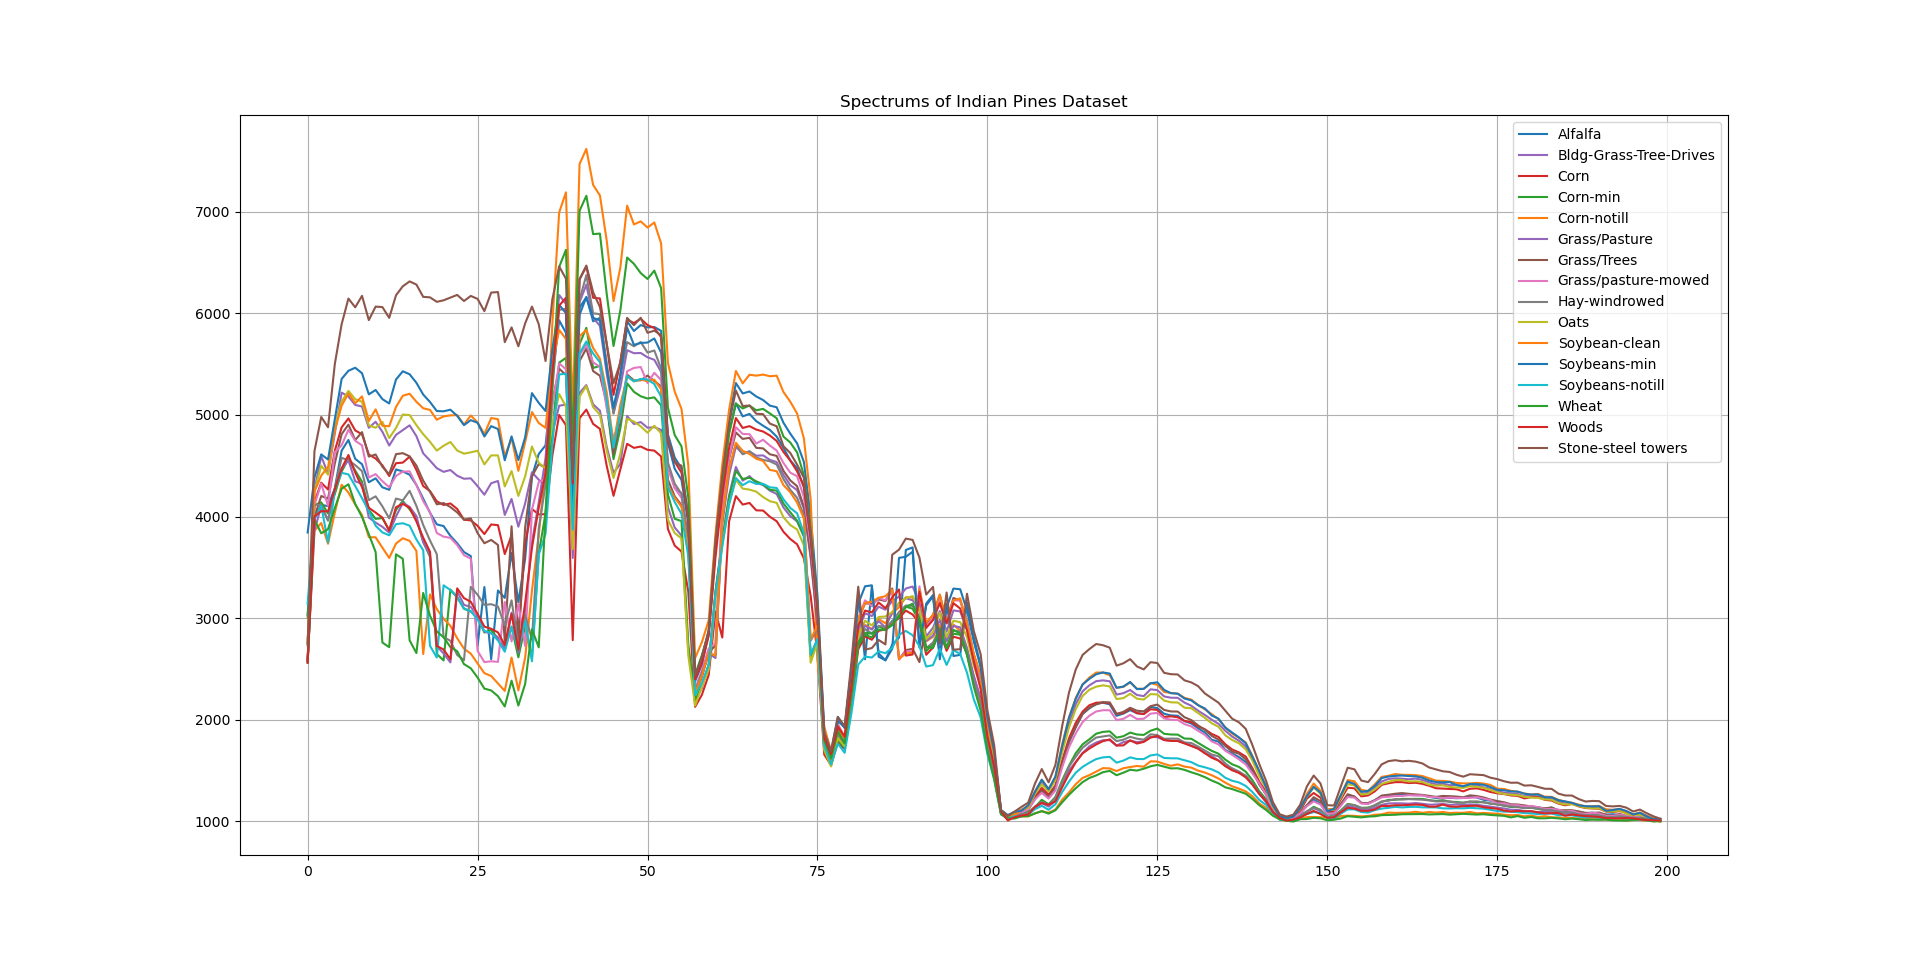 Spectrums of Indian Pines Dataset
Alfalfa
Bldg-Grass-Tree-Drives
Corn
Corn-min
Corn-notill
Grass/Pasture
Grass/Trees
Grass/pasture-mowed
Hay-windrowed
Oats
Soybean-clean
Soybeans-min
Soybeans-notill
Wheat
Woods
Stone-steel towers
7000
6000
5000
4000
3000
2000
1000
0 25 50 75 100 125 150 175 200